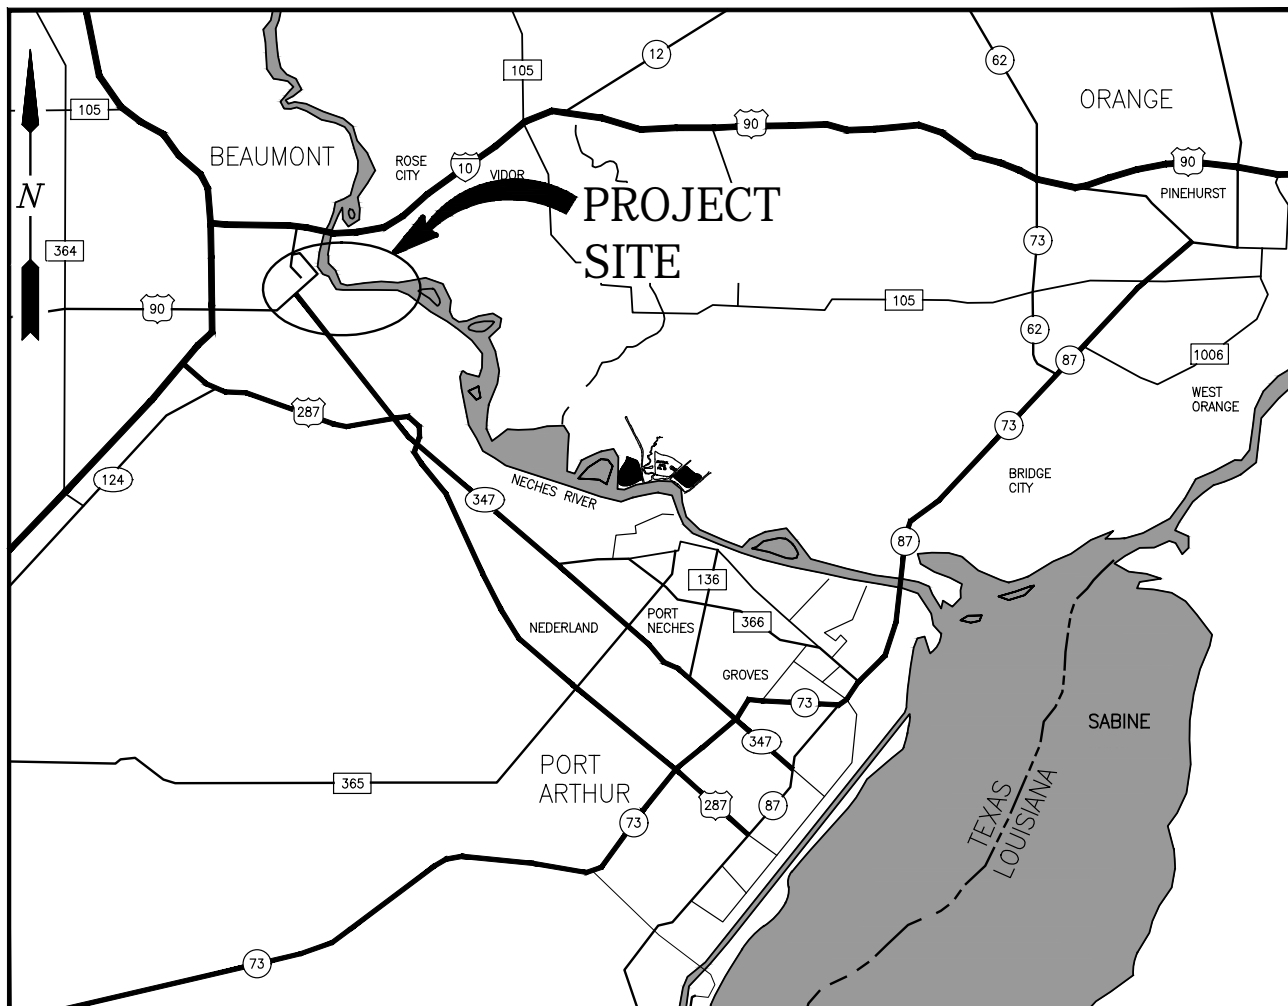 12
62
105
ORANGE
105
90
BEAUMONT
ROSE
CITY
10
VIDOR
90
PINEHURST
N
PROJECT
SITE
364
73
90
105
62
87
1006
WEST
ORANGE
287
73
124
BRIDGE
CITY
347
NECHES RIVER
87
136
366
NEDERLAND
PORT
NECHES
GROVES
73
SABINE
347
PORT
ARTHUR
365
287
87
73
TEXAS
LOUISIANA
73